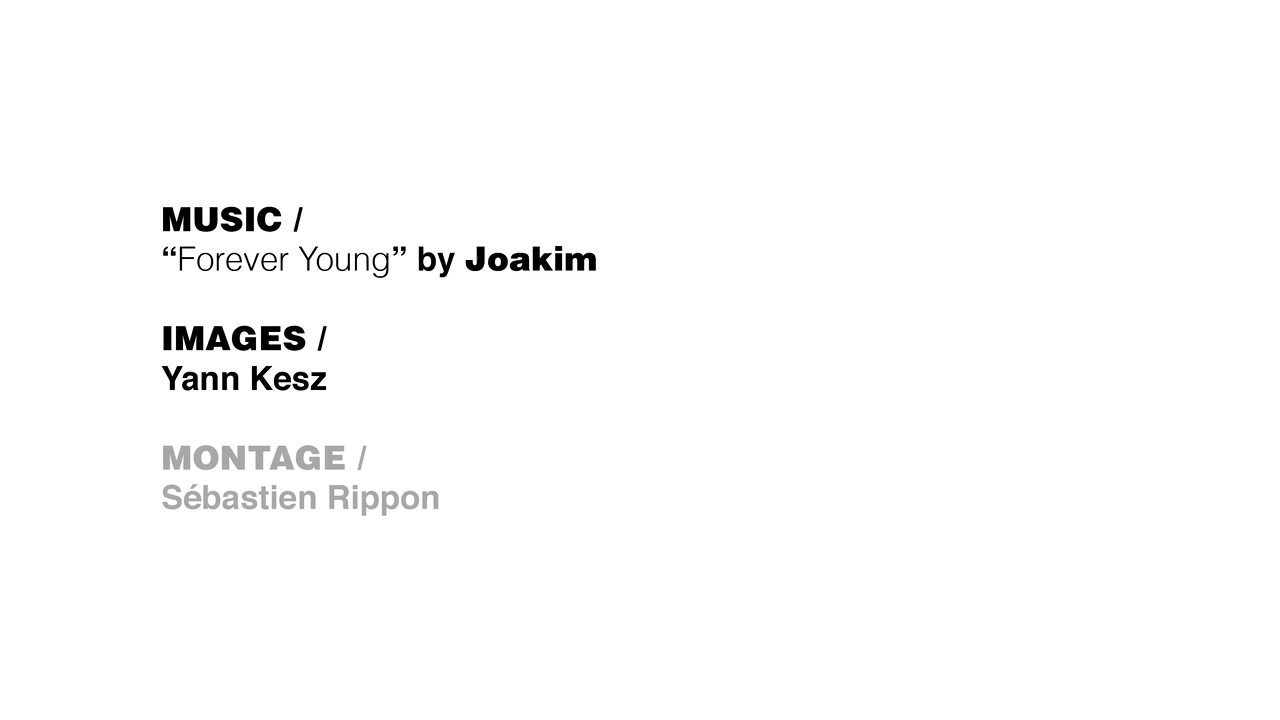 MUSIC /
“Forever Young” by Joakim
IMAGES /
Yann Kesz
MONTAGE /
Sébastien Rippon